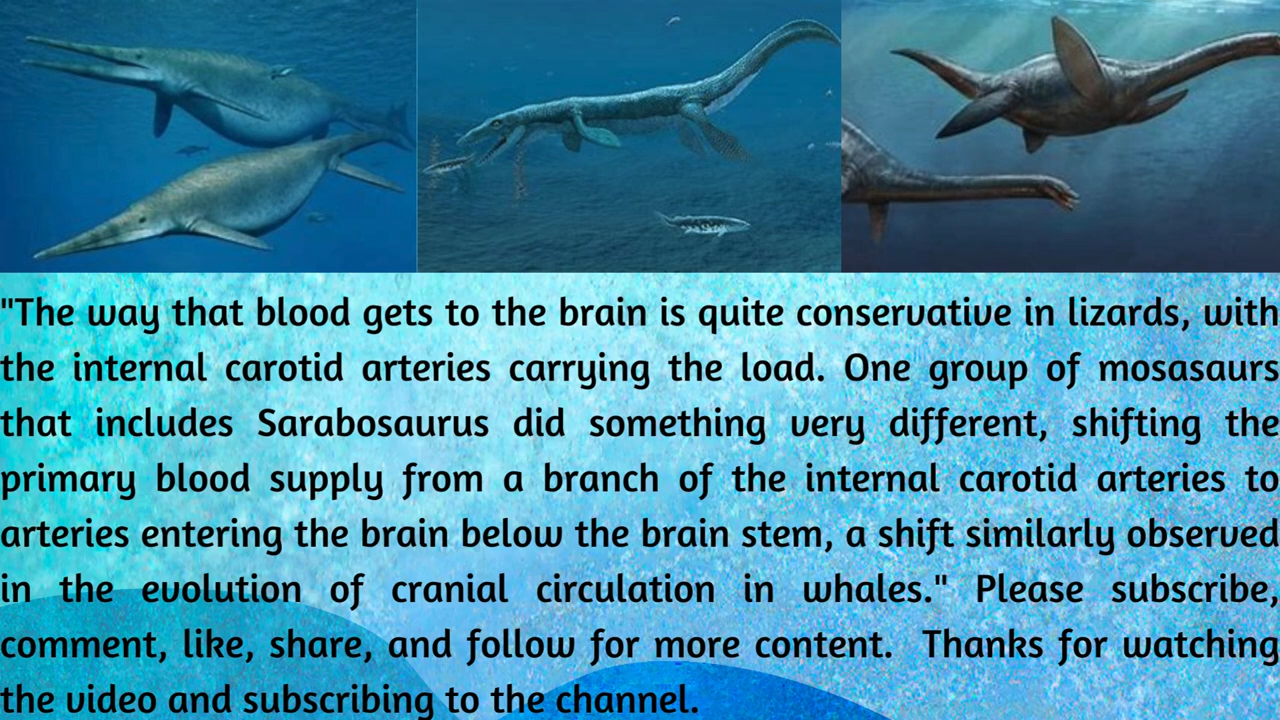 "The way that blood gets to the brain is quite conservative in lizards, with
the internal carotid arteries carrying the load. One group of mosasaurs
that includes Sarabosaurus did something very different, shifting the
primary blood supply from a branch of the internal carotid arteries to
arteries entering the brain below the brain stem, a shift similarly observed
in the evolution of cranial circulation in whales." Please subscribe,
comment, like, share, and follow for more content. Thanks for watching
the video and subscribing to the channel.